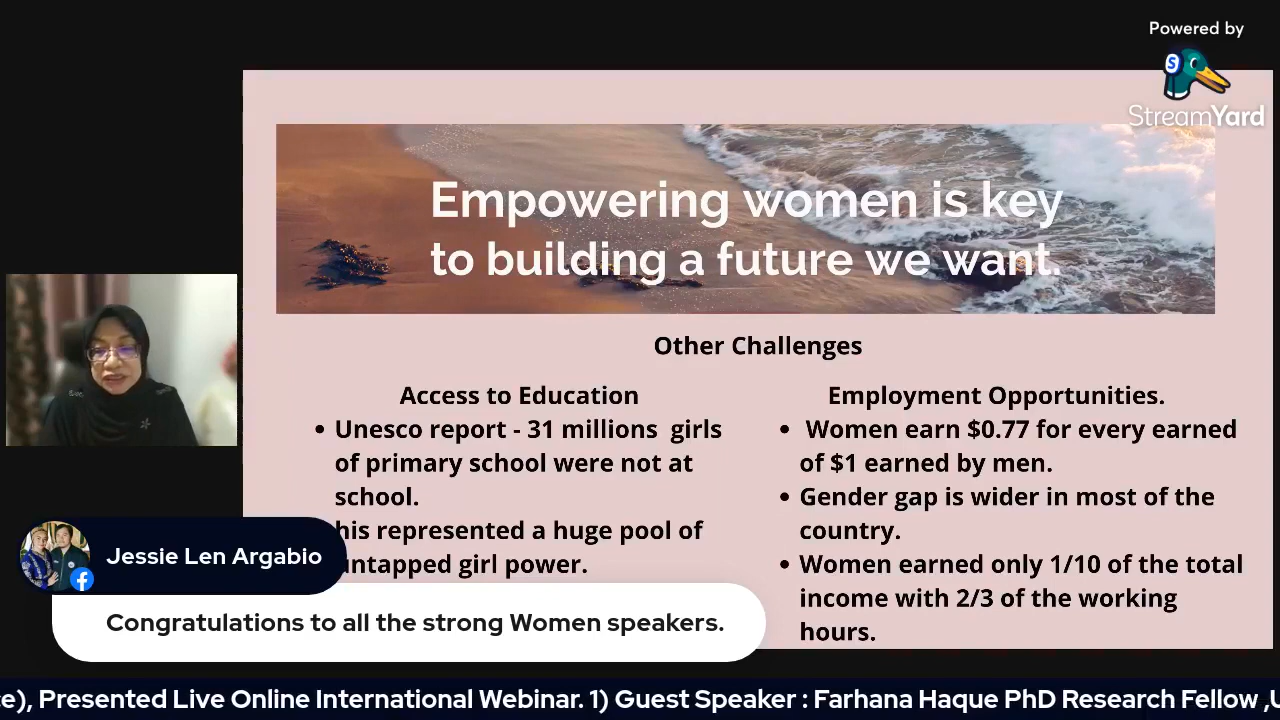 Powered by
StreamYard
Empowering women is key
to building a future we want.
Other Challenges
Access to Education
• Unesco report - 31 millions girls
of primary school were not at
school.
his represented a huge pool of
untapped girl power.
Employment Opportunities.
• Women earn $0.77 for every earned
of $1 earned by men.
• Gender gap is wider in most of the
country.
• Women earned only 1/10 of the total
income with 2/3 of the working
hours.
Jessie Len Argabio
Congratulations to all the strong Women speakers.
e), Presented Live Online International Webinar. 1) Guest Speaker : Farhana Haque PhD Research Fellow ,U